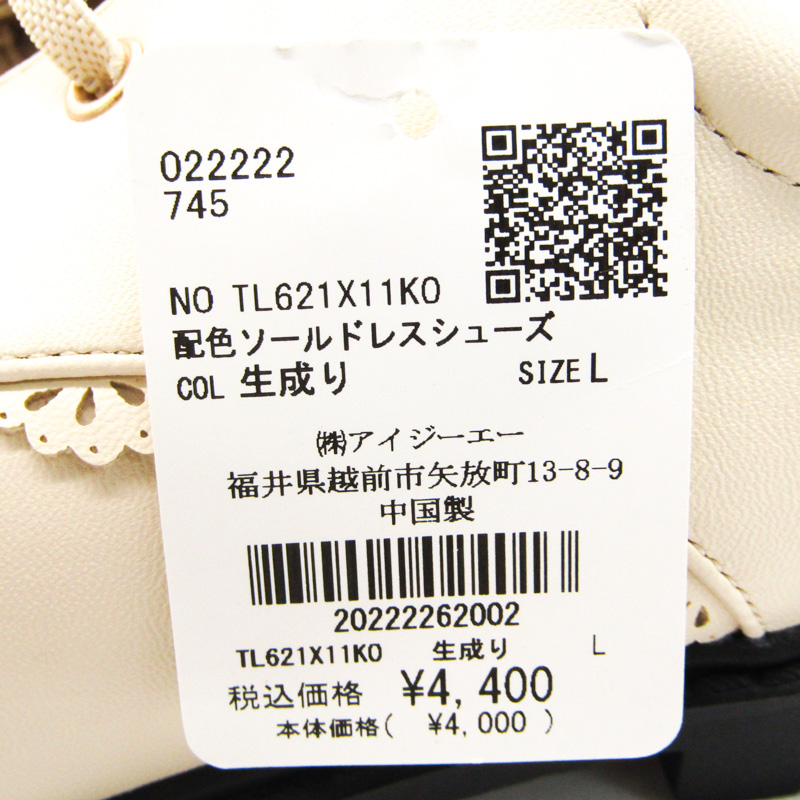 022222
745
NO TL621X11KO
配色ソールドレスシューズ
COL 生成り SIZE L
㈱アイジーエー
福井県越前市矢放町13-8-9
中国製
20222262002
TL621X11KO 生成り L
税込価格 ¥4,400
本体価格( ¥4,000 )